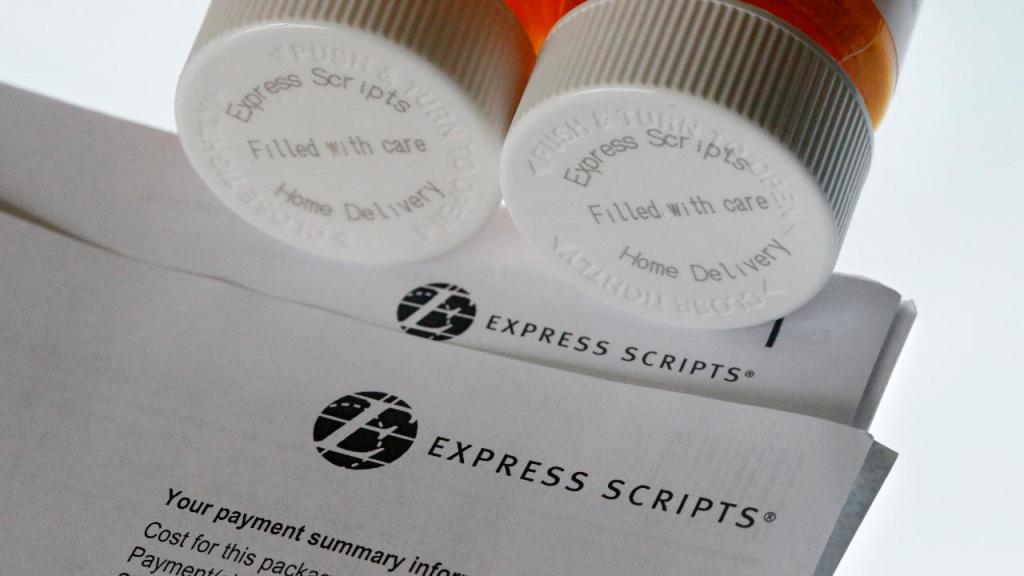 <PUSH & TURN TO OPEN
CLOSE TIGHTLY>
Express Scripts
Filled with care
Home Delivery
<PUSH & TURN TO OPEN
CLOSE TIGHTLY>
Express Scripts
Filled with care
Home Delivery
EXPRESS SCRIPTS®
EXPRESS SCRIPTS®
Your payment summary
Cost for this